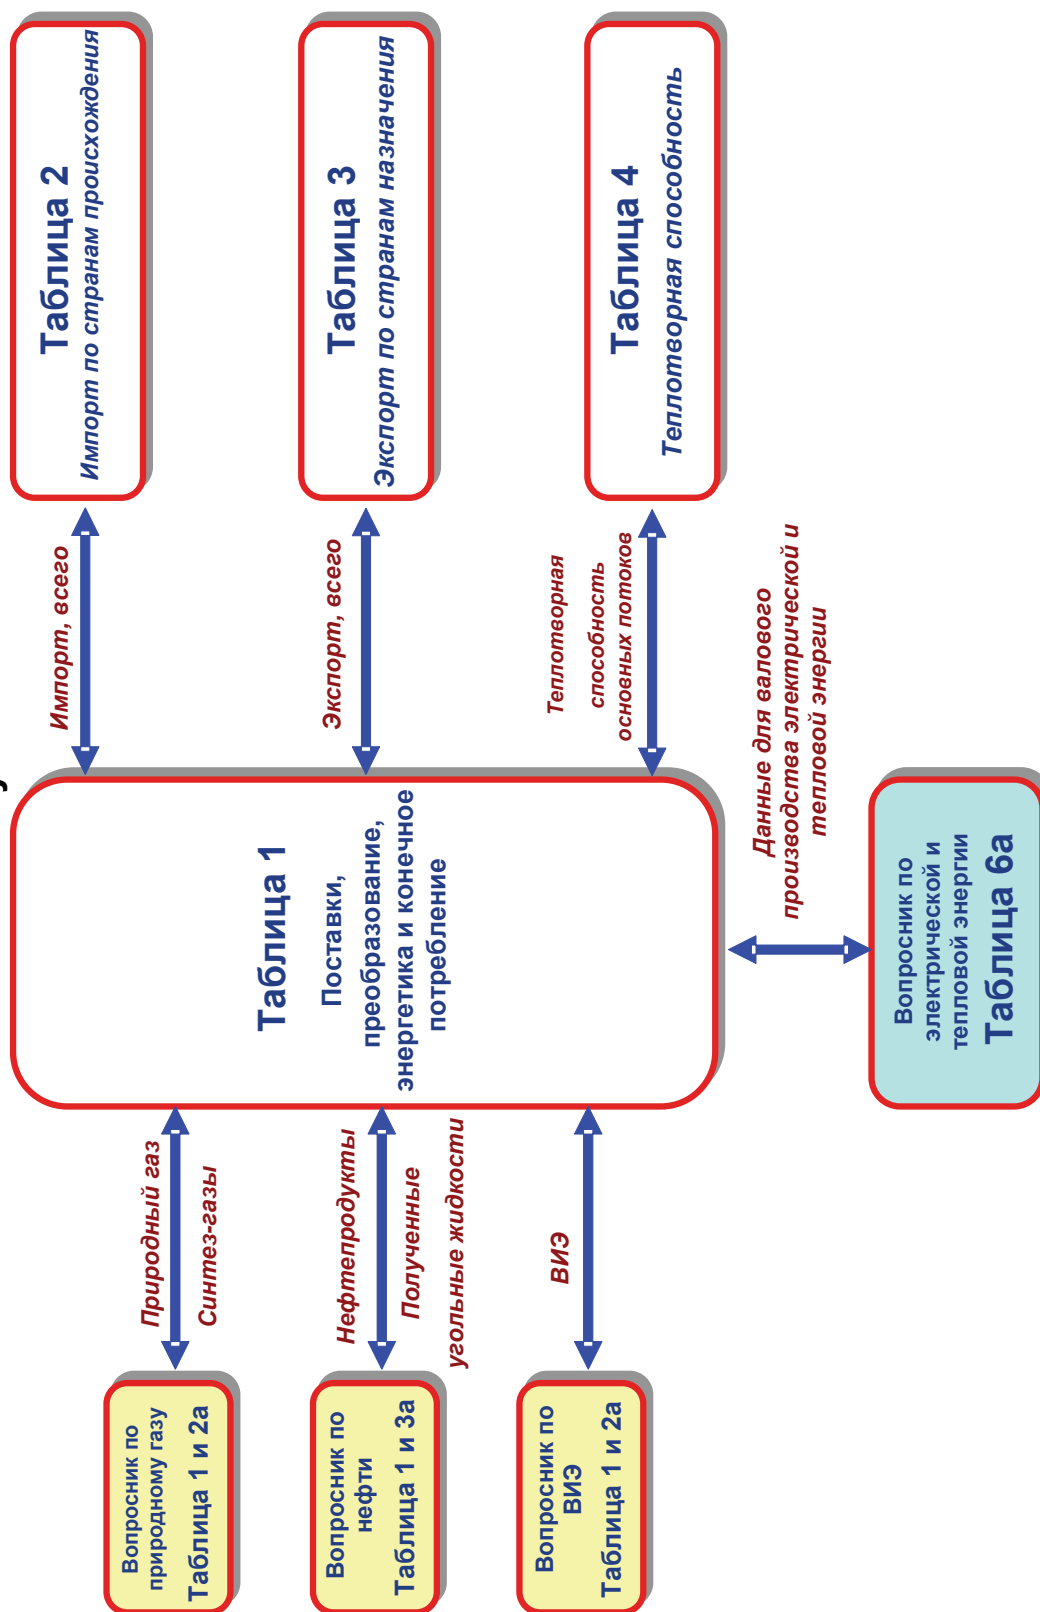 Вопросник по
природному газу
Таблица 1 и 2а
Природный газ
Синтез-газы
Вопросник по
нефти
Таблица 1 и 3а
Нефтепродукты
Полученные
угольные жидкости
Вопросник по
ВИЭ
Таблица 1 и 2а
ВИЭ
Таблица 1
Поставки,
преобразование,
энергетика и конечное
потребление
Импорт, всего
Таблица 2
Импорт по странам происхождения
Экспорт, всего
Таблица 3
Экспорт по странам назначения
Теплотворная
способность
основных потоков
Таблица 4
Теплотворная способность
Данные для валового
производства электрической и
тепловой энергии
Вопросник по
электрической и
тепловой энергии
Таблица 6а